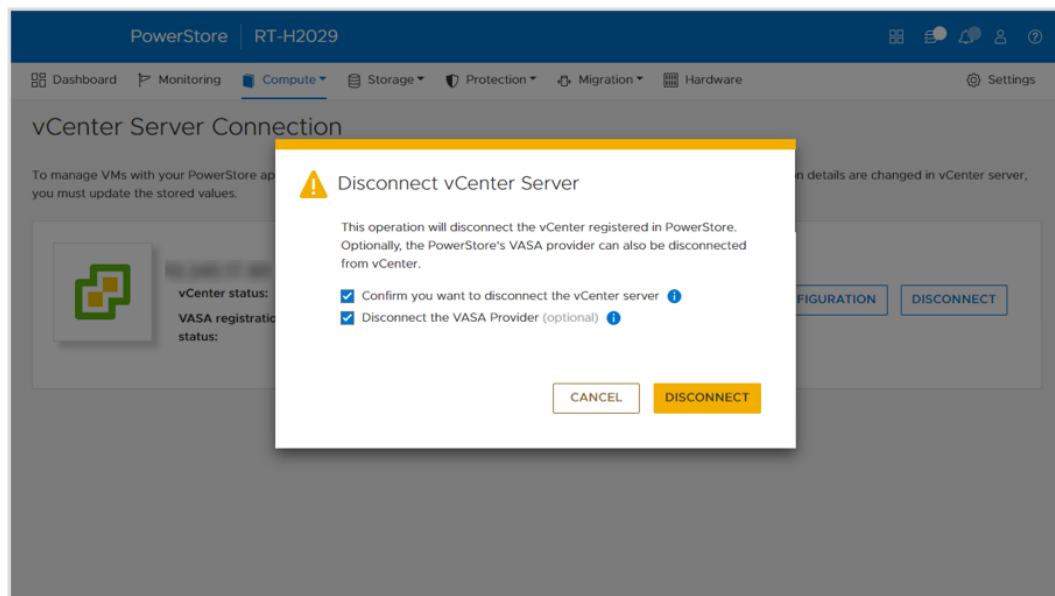 PowerStore RT-H2029
Dashboard Monitoring Compute Storage Protection Migration Hardware Settings
vCenter Server Connection
To manage VMs with your PowerStore ap
n details are changed in vCenter server,
you must update the stored values.
vCenter status:
VASA registratio
status:
FIGURATION DISCONNECT
Disconnect vCenter Server
This operation will disconnect the vCenter registered in PowerStore.
Optionally, the PowerStore's VASA provider can also be disconnected
from vCenter.
Confirm you want to disconnect the vCenter server
Disconnect the VASA Provider (optional)
CANCEL DISCONNECT